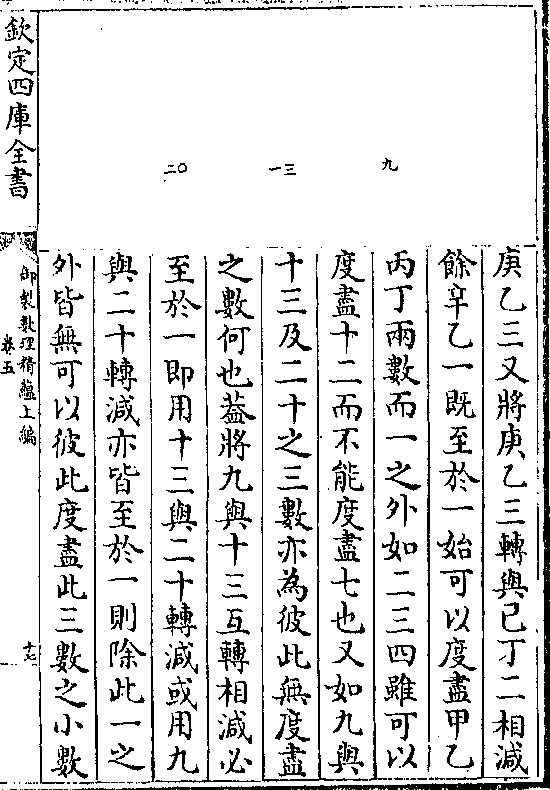 九
一三
二〇
庚乙三又將庚乙三轉與己丁二相減
餘辛乙一既至於一始可以度盡甲乙
丙丁兩數而一之外如二三四雖可以
度盡十二而不能度盡七也又如九與
十三及二十之三數亦為彼此無度盡
之數何也葢將九與十三互轉相減必
至於一即用十三與二十轉減或用九
與二十轉減亦皆至於一則除此一之
外皆無可以彼此度盡此三數之小數
欽定四庫全書
御製數理精蘊上編
卷五
十七